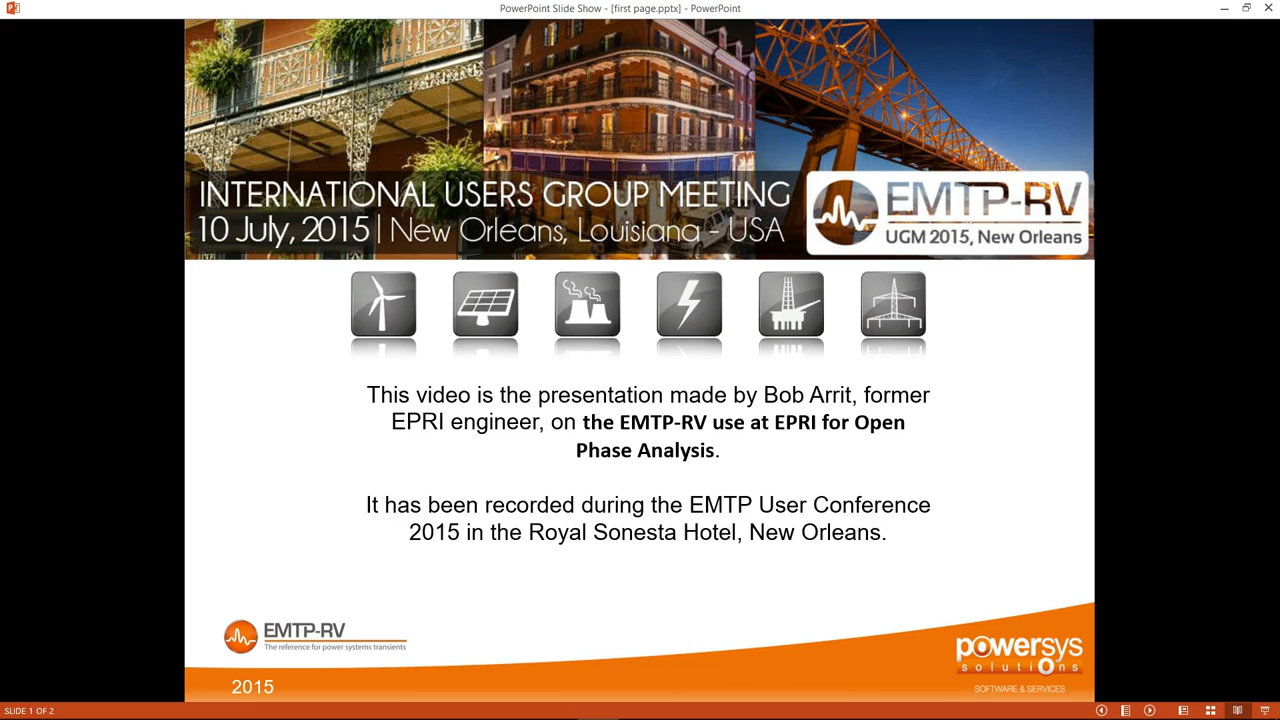 PowerPoint Slide Show - [first page.pptx] - PowerPoint
INTERNATIONAL USERS GROUP MEETING
10 July, 2015 | New Orleans, Louisiana - USA
EMTP-RV
UGM 2015, New Orleans
This video is the presentation made by Bob Arrit, former
EPRI engineer, on the EMTP-RV use at EPRI for Open
Phase Analysis.
It has been recorded during the EMTP User Conference
2015 in the Royal Sonesta Hotel, New Orleans.
EMTP-RV
The reference for power systems transients
powersys
solutions
SOFTWARE & SERVICES
2015
SLIDE 1 OF 2